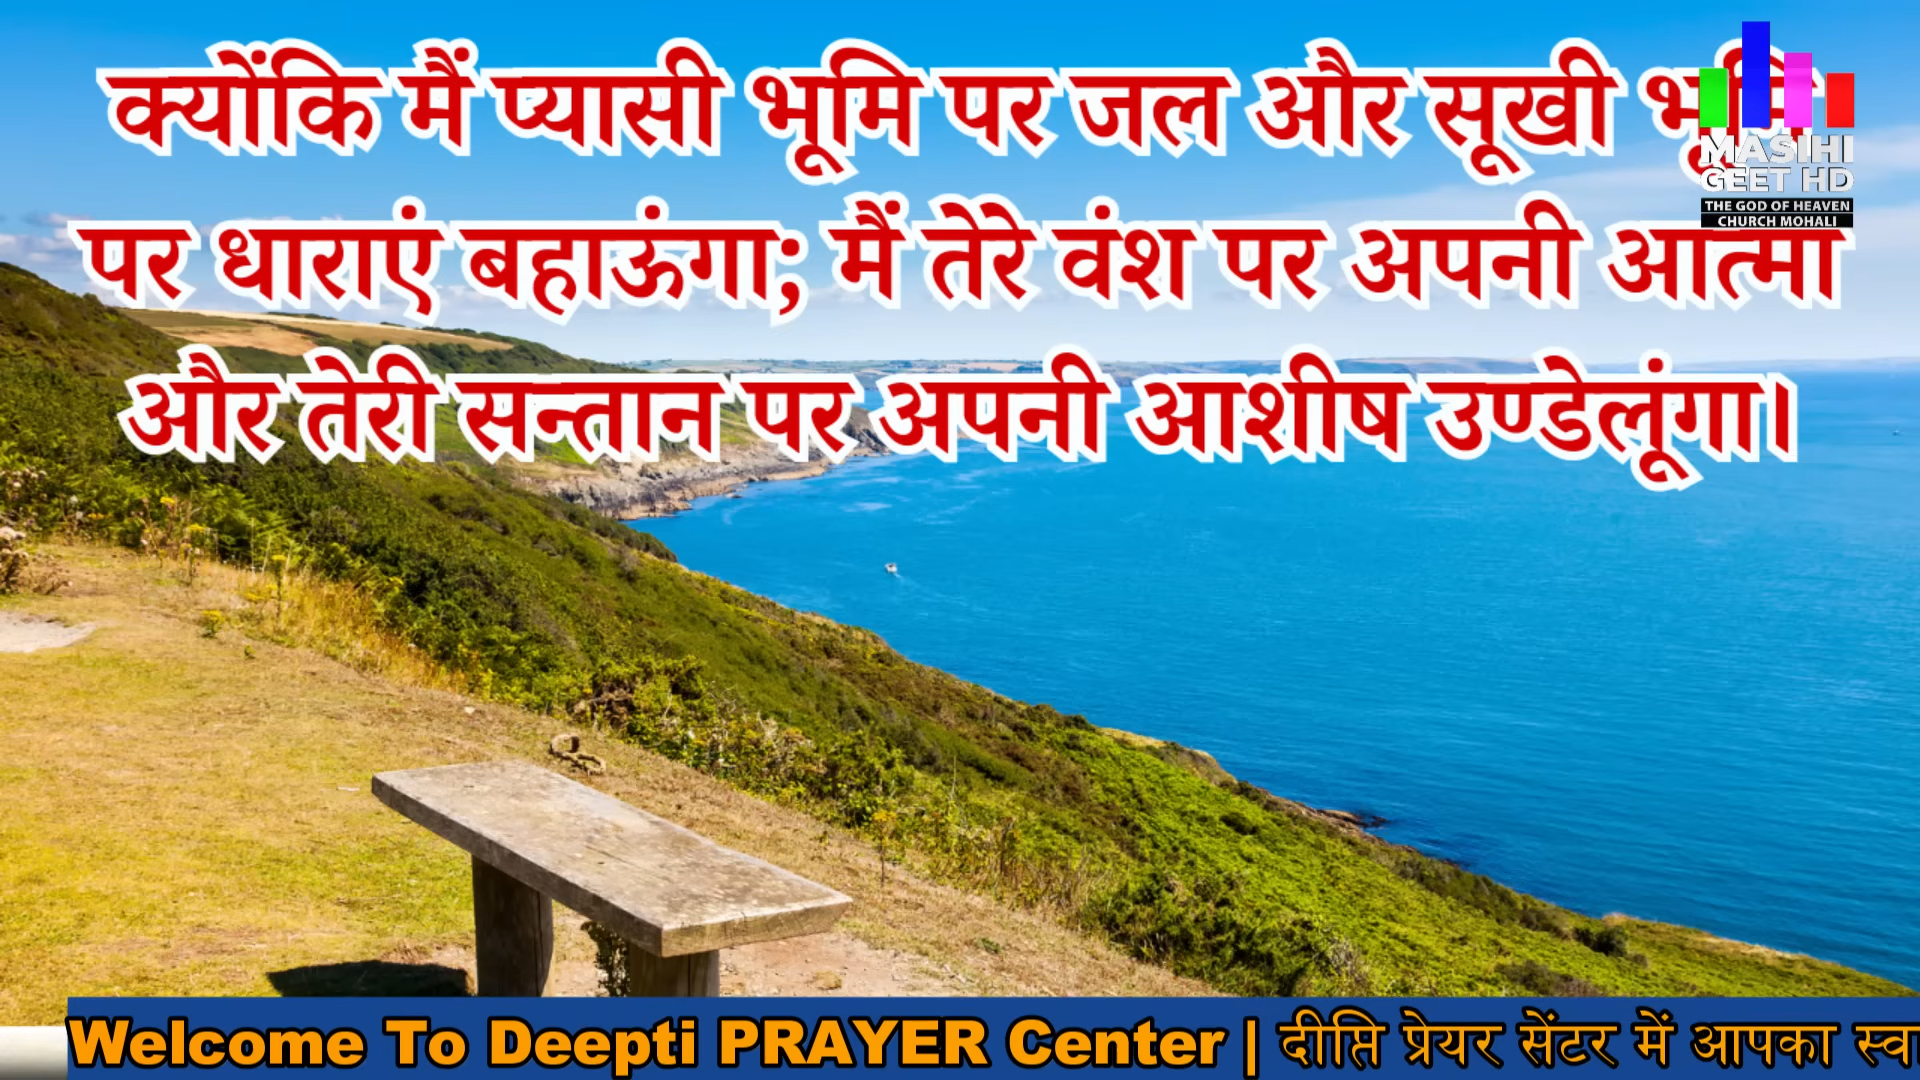 क्योंकि मैं प्यासी भूमि पर जल और सूखी भूमि
पर धाराएं बहाऊंगा; मैं तेरे वंश पर अपनी आत्मा
और तेरी सन्तान पर अपनी आशीष उण्डेलूंगा।
MASIHI
GEET HD
THE GOD OF HEAVEN
CHURCH MOHALI
Welcome To Deepti PRAYER Center | दीप्ति प्रेयर सेंटर में आपका स्व